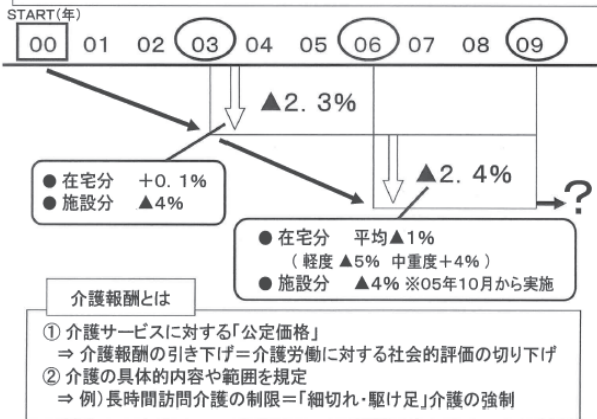 START(年)
00 01 02 03 04 05 06 07 08 09
▲2.3%
▲2.4%
?
● 在宅分 +0.1%
● 施設分 ▲4%
● 在宅分 平均▲1%
( 軽度 ▲5% 中重度+4% )
● 施設分 ▲4% ※05年10月から実施
介護報酬とは
① 介護サービスに対する「公定価格」
⇒ 介護報酬の引き下げ=介護労働に対する社会的評価の切り下げ
② 介護の具体的内容や範囲を規定
⇒ 例)長時間訪問介護の制限=「細切れ・駆け足」介護の強制